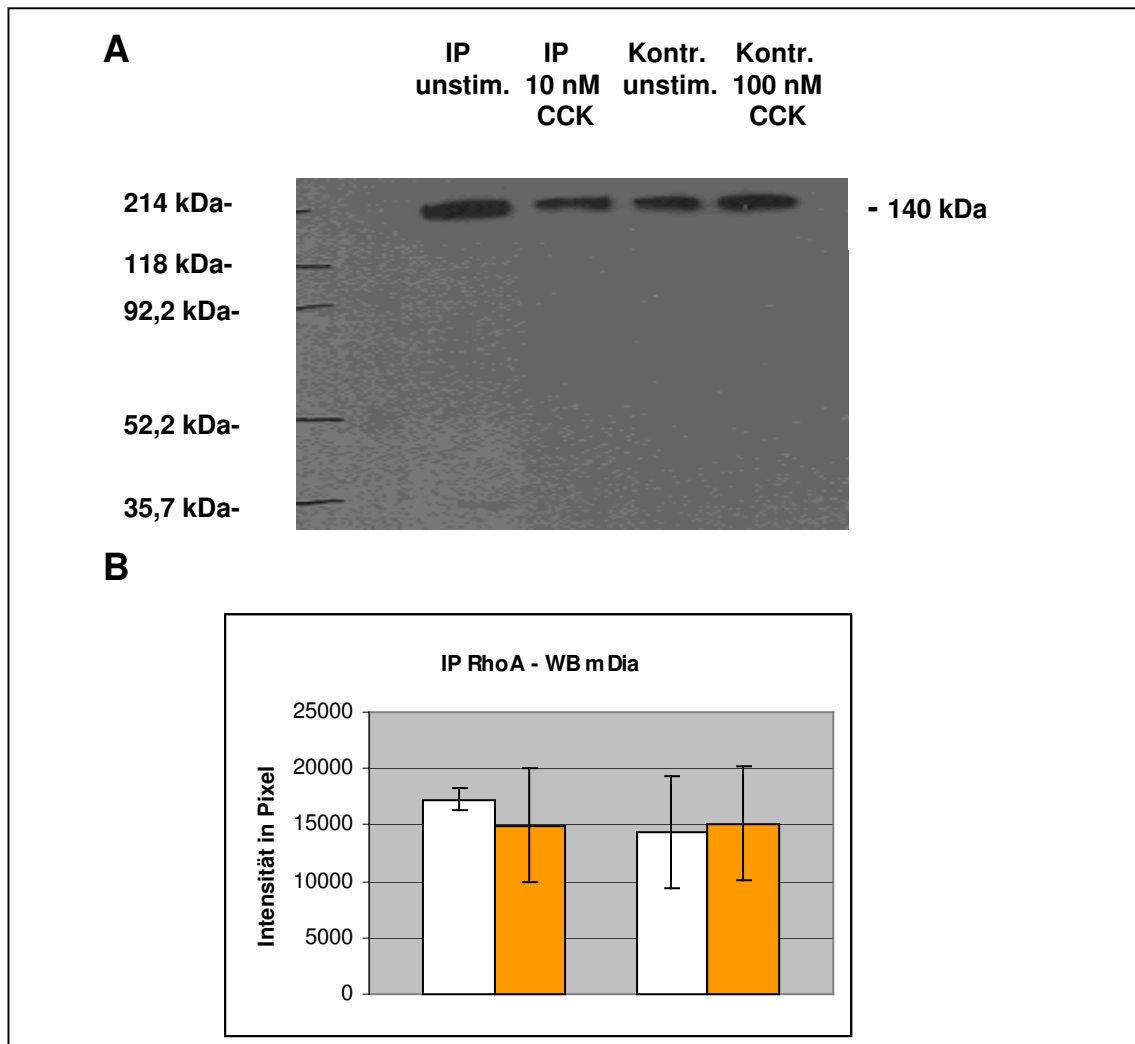 A
IP unstim.
IP 10 nM CCK
Kontr. unstim.
Kontr. 100 nM CCK
214 kDa-
118 kDa-
92,2 kDa-
52,2 kDa-
35,7 kDa-
- 140 kDa
B
IP RhoA - WB mDia
Intensität in Pixel
25000
20000
15000
10000
5000
0